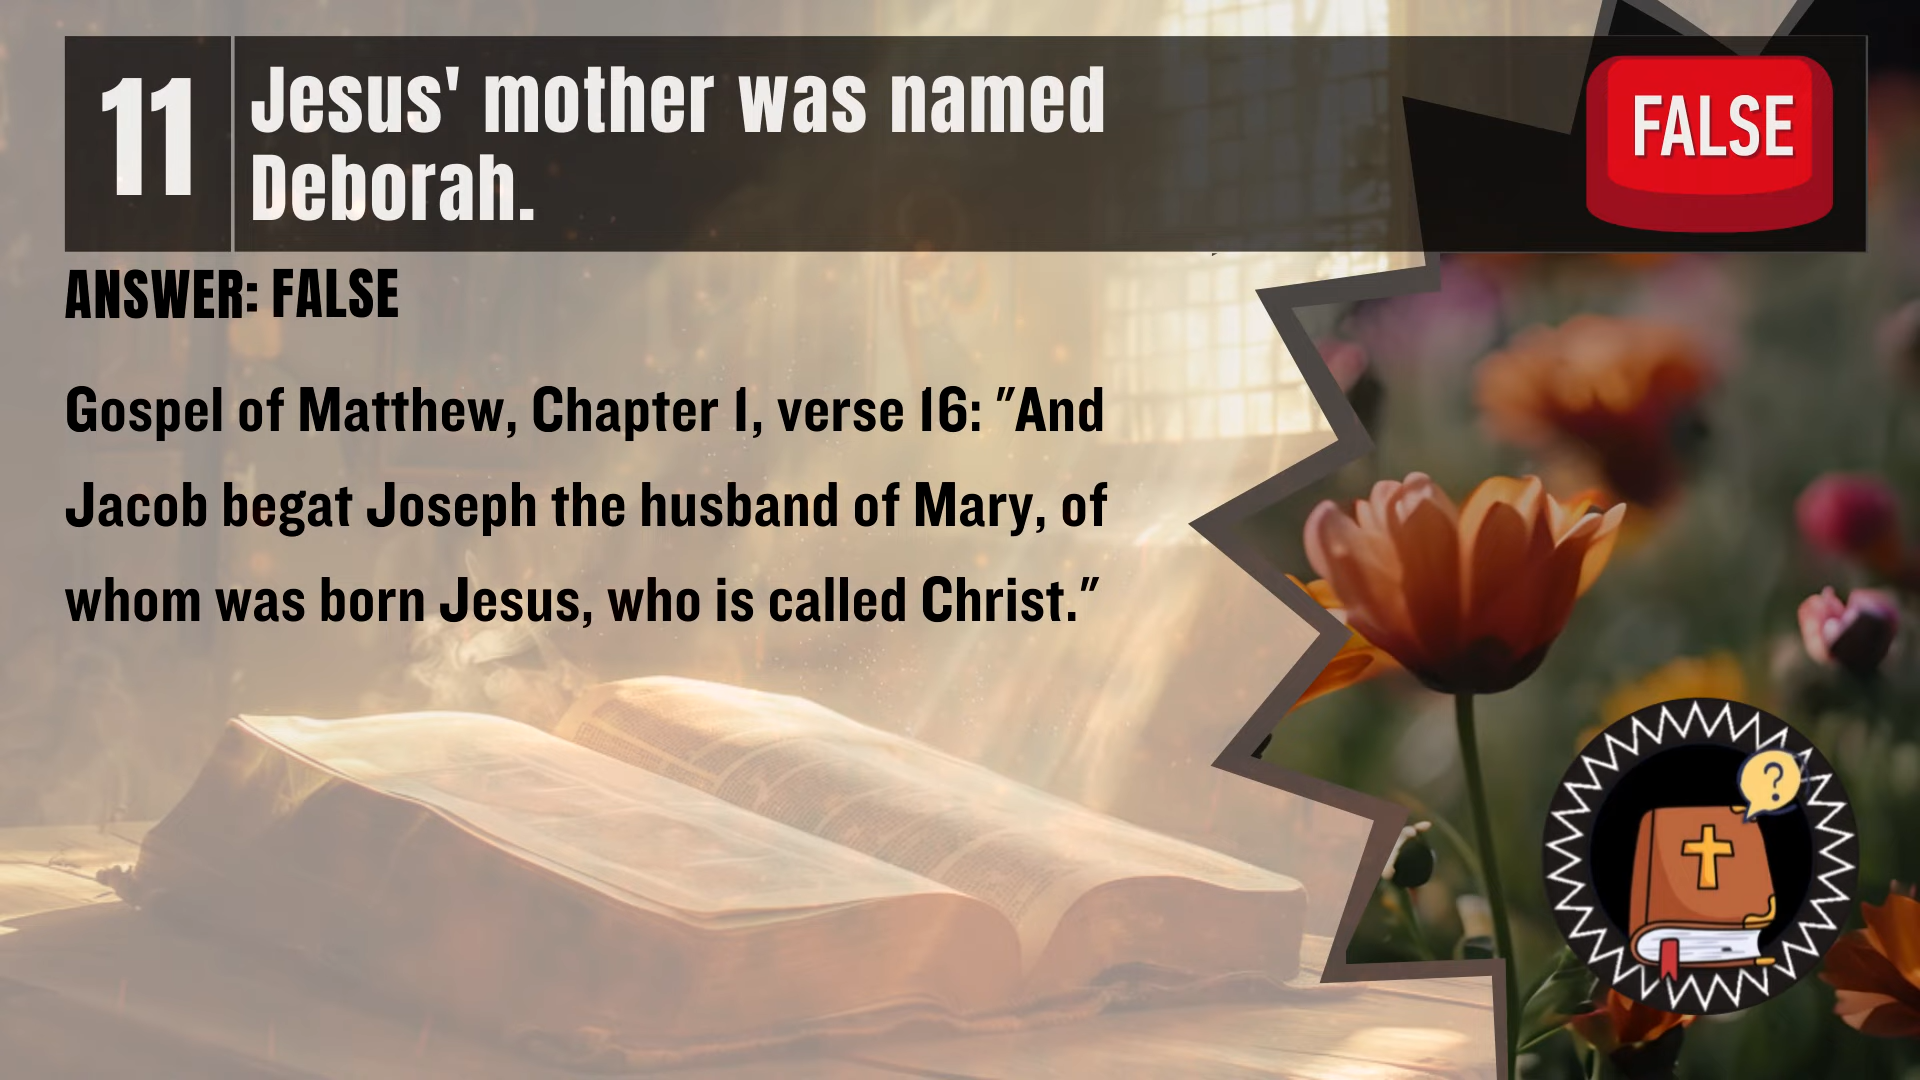 11
Jesus' mother was named
Deborah.
FALSE
ANSWER: FALSE
Gospel of Matthew, Chapter 1, verse 16: "And
Jacob begat Joseph the husband of Mary, of
whom was born Jesus, who is called Christ."
?